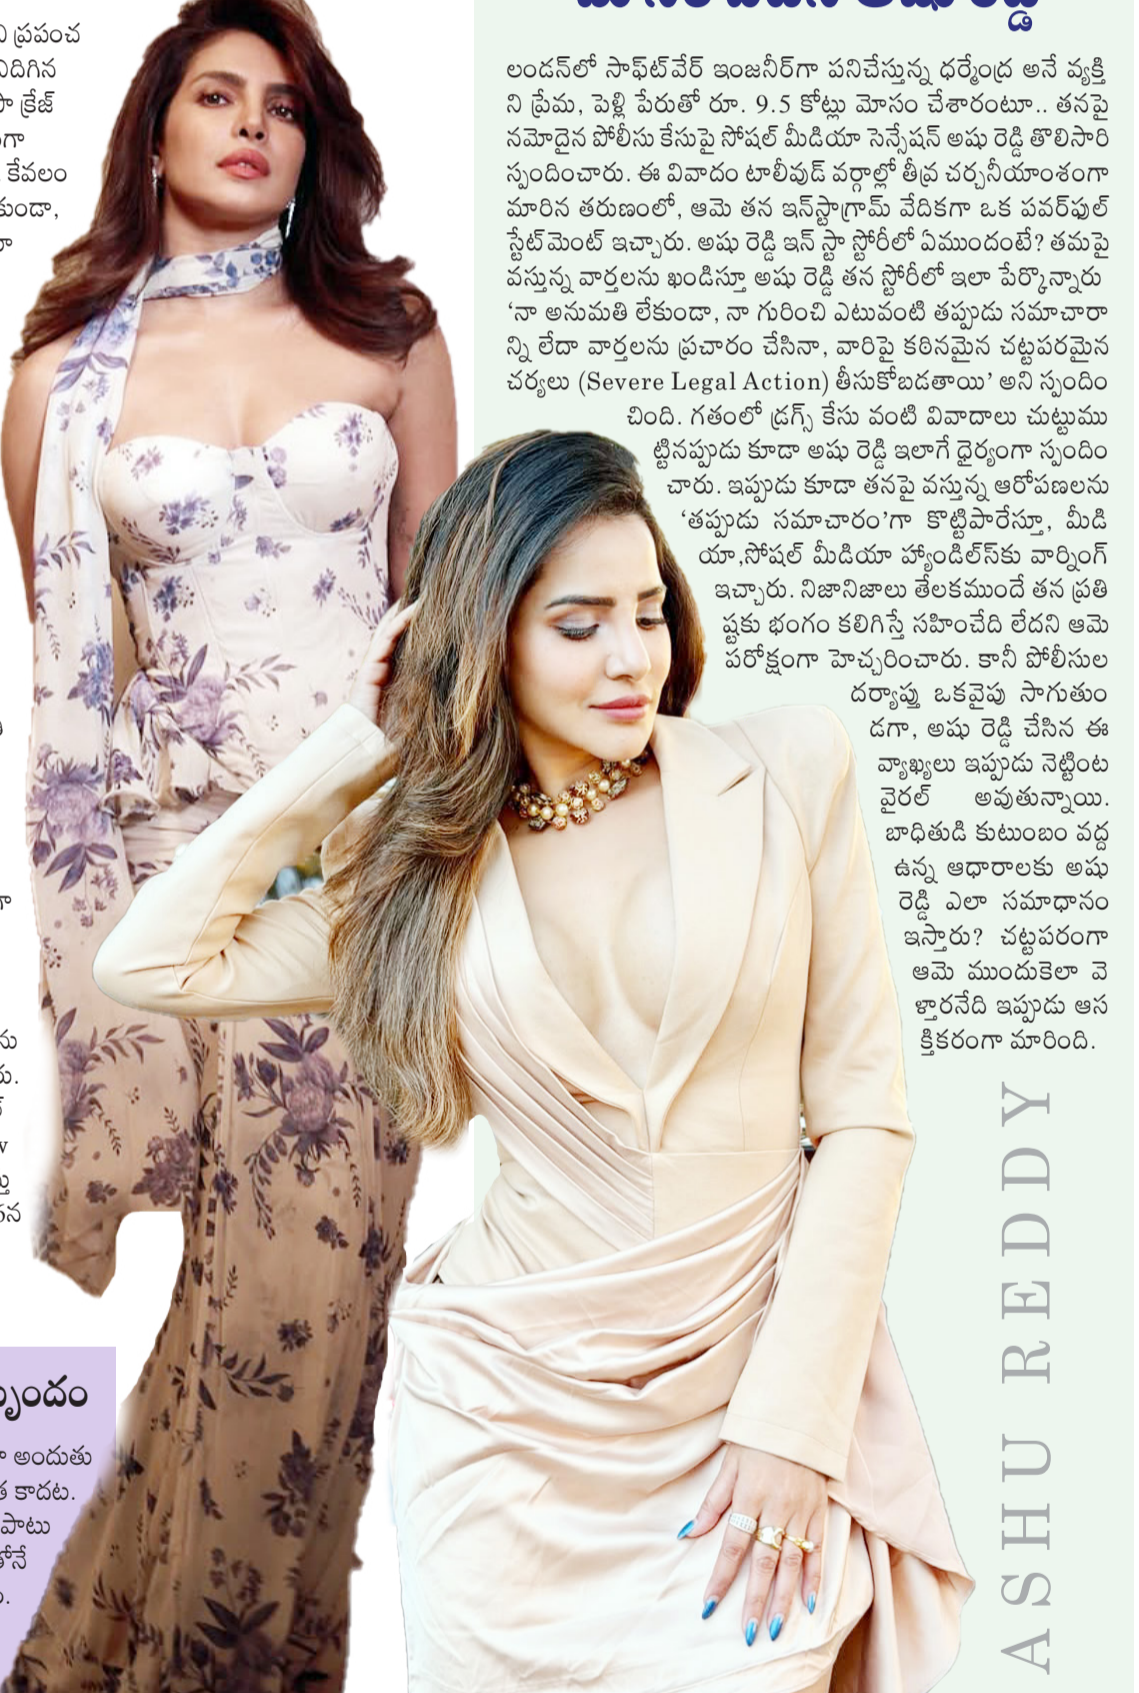 ప్రపంచ
క్రేజ్
కేవలం
అషు రెడ్డి
లండన్‌లో సాఫ్ట్‌వేర్ ఇంజనీర్‌గా పనిచేస్తున్న ధర్మేంద్ర అనే వ్యక్తి
ని ప్రేమ, పెళ్లి పేరుతో రూ. 9.5 కోట్లు మోసం చేశారంటూ.. తనపై
నమోదైన పోలీసు కేసుపై సోషల్ మీడియా సెన్సేషన్ అషు రెడ్డి తొలిసారి
స్పందించారు. ఈ వివాదం టాలీవుడ్ వర్గాల్లో తీవ్ర చర్చనీయాంశంగా
మారిన తరుణంలో, ఆమె తన ఇన్‌స్టాగ్రామ్ వేదికగా ఒక పవర్‌ఫుల్
స్టేట్‌మెంట్ ఇచ్చారు. అషు రెడ్డి ఇన్ స్టా స్టోరీలో ఏముందంటే? తమపై
వస్తున్న వార్తలను ఖండిస్తూ అషు రెడ్డి తన స్టోరీలో ఇలా పేర్కొన్నారు
‘నా అనుమతి లేకుండా, నా గురించి ఎటువంటి తప్పుడు సమాచారా
న్ని లేదా వార్తలను ప్రచారం చేసినా, వారిపై కఠినమైన చట్టపరమైన
చర్యలు (Severe Legal Action) తీసుకోబడతాయి’ అని స్పందిం
చింది. గతంలో డ్రగ్స్ కేసు వంటి వివాదాలు చుట్టుము
ట్టినప్పుడు కూడా అషు రెడ్డి ఇలాగే ధైర్యంగా స్పందిం
చారు. ఇప్పుడు కూడా తనపై వస్తున్న ఆరోపణలను
‘తప్పుడు సమాచారం’గా కొట్టిపారేస్తూ, మీడి
యా,సోషల్ మీడియా హ్యాండిల్స్‌కు వార్నింగ్
ఇచ్చారు. నిజానిజాలు తేలకముందే తన ప్రతి
ష్టకు భంగం కలిగిస్తే సహించేది లేదని ఆమె
పరోక్షంగా హెచ్చరించారు. కానీ పోలీసుల
దర్యాప్తు ఒకవైపు సాగుతుం
డగా, అషు రెడ్డి చేసిన ఈ
వ్యాఖ్యలు ఇప్పుడు నెట్టింట
వైరల్ అవుతున్నాయి.
బాధితుడి కుటుంబం వద్ద
ఉన్న ఆధారాలకు అషు
రెడ్డి ఎలా సమాధానం
ఇస్తారు? చట్టపరంగా
ఆమె ముందుకెలా వె
ళ్తారనేది ఇప్పుడు ఆస
క్తికరంగా మారింది.
ASHU REDDY
అందుతు
కాదట.